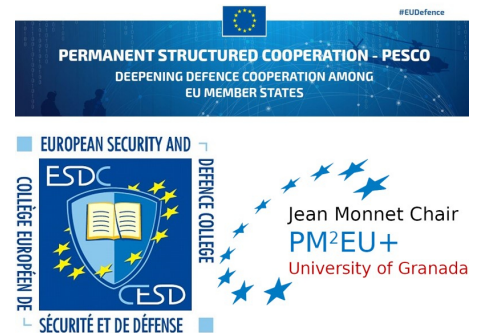 #EUDefence
PERMANENT STRUCTURED COOPERATION - PESCO
DEEPENING DEFENCE COOPERATION AMONG
EU MEMBER STATES
EUROPEAN SECURITY AND
DEFENCE COLLEGE
ESDC
CESD
COLLÈGE EUROPÉEN DE
SÉCURITÉ ET DE DÉFENSE
Jean Monnet Chair
PM²EU+
University of Granada